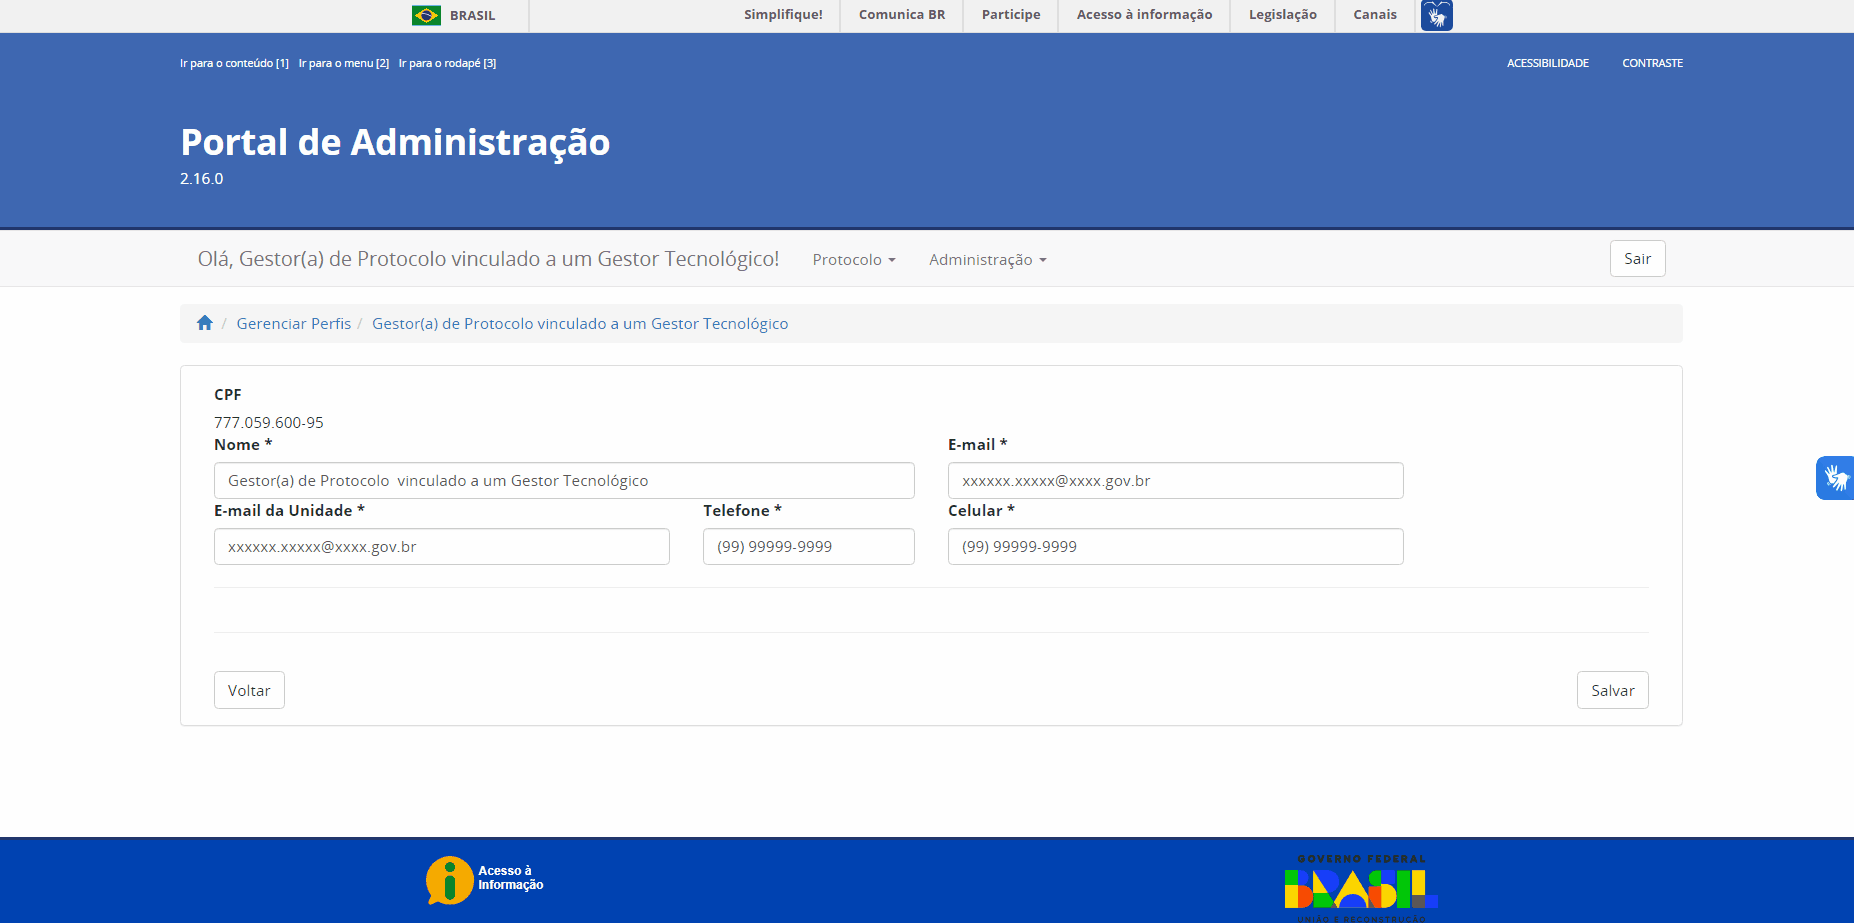 BRASIL
Simplifique!
Comunica BR
Participe
Acesso à informação
Legislação
Canais
Ir para o conteúdo [1] Ir para o menu [2] Ir para o rodapé [3]
ACESSIBILIDADE
CONTRASTE
Portal de Administração
2.16.0
Olá, Gestor(a) de Protocolo vinculado a um Gestor Tecnológico!
Protocolo
Administração
Sair
/ Gerenciar Perfis / Gestor(a) de Protocolo vinculado a um Gestor Tecnológico
CPF
777.059.600-95
Nome *
E-mail *
Gestor(a) de Protocolo  vinculado a um Gestor Tecnológico
xxxxxx.xxxxx@xxxx.gov.br
E-mail da Unidade *
Telefone *
Celular *
xxxxxx.xxxxx@xxxx.gov.br
(99) 99999-9999
(99) 99999-9999
Voltar
Salvar
Acesso à
Informação
GOVERNO FEDERAL
BRASIL
UNIÃO E RECONSTRUÇÃO